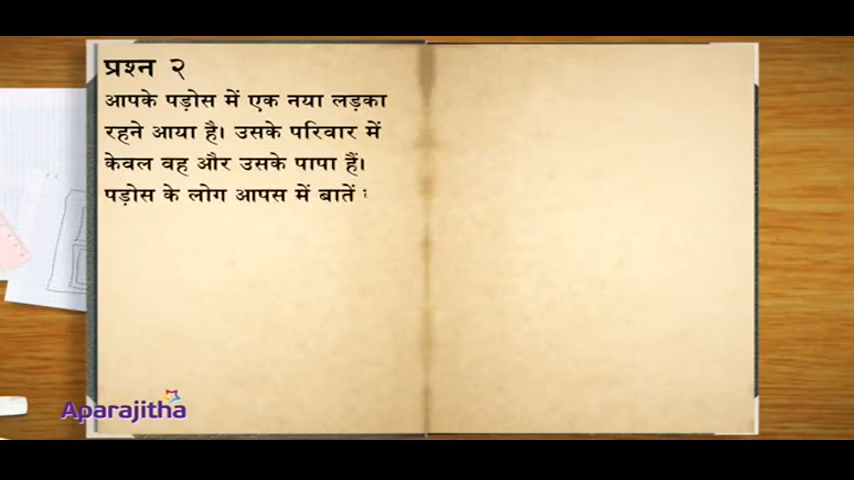 प्रश्न २
आपके पड़ोस में एक नया लड़का
रहने आया है। उसके परिवार में
केवल वह और उसके पापा हैं।
पड़ोस के लोग आपस में बातें
Aparajitha